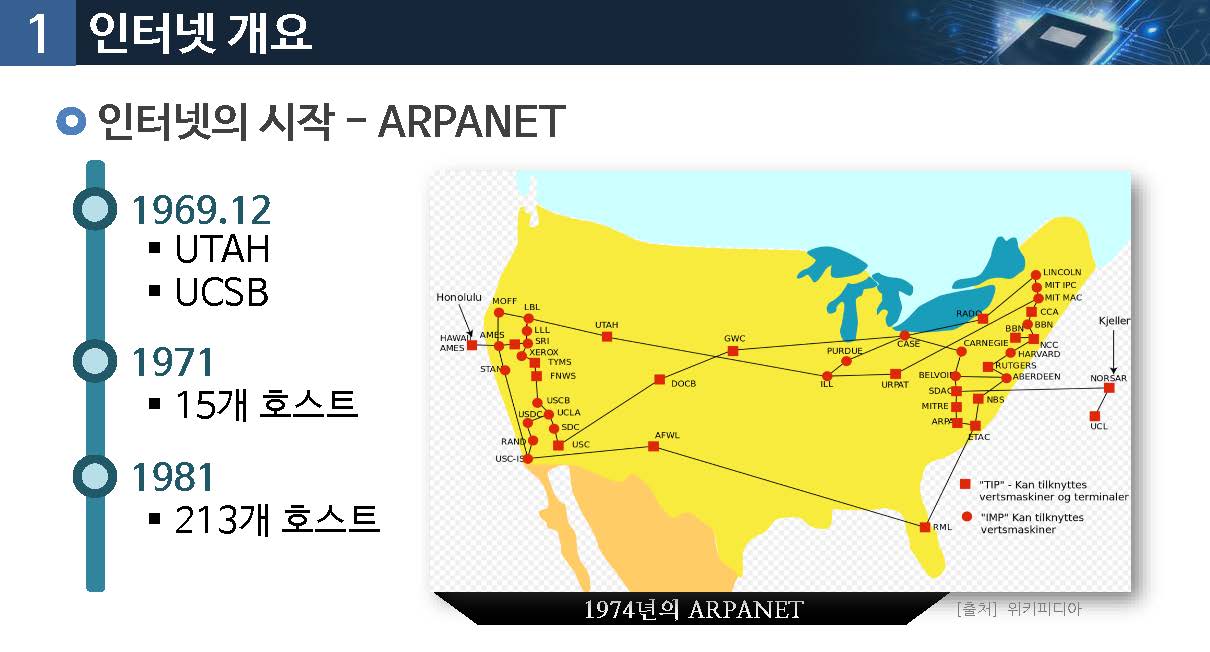 1 인터넷 개요
인터넷의 시작 – ARPANET
1969.12
▪ UTAH
▪ UCSB
1971
▪ 15개 호스트
1981
▪ 213개 호스트
Honolulu
MOFF
LBL
HAWAI
AMES
AMES
LLL
SRI
XEROX
TYMS
FNWS
STAN
USCB
UCLA
USDC
SDC
RAND
USC
USC-IS
UTAH
DOCB
AFWL
GWC
PURDUE
ILL
URPAT
CASE
RADC
LINCOLN
MIT IPC
MIT MAC
CCA
BBN
BBN
NCC
HARVARD
CARNEGIE
RUTGERS
ABERDEEN
BELVOI
SDAC
NBS
MITRE
ARPA
ETAC
RML
Kjeller
NORSAR
UCL
"TIP" - Kan tilknyttes
vertsmaskiner og terminaler
"IMP" Kan tilknyttes
vertsmaskiner
1974년의 ARPANET
[출처] 위키피디아